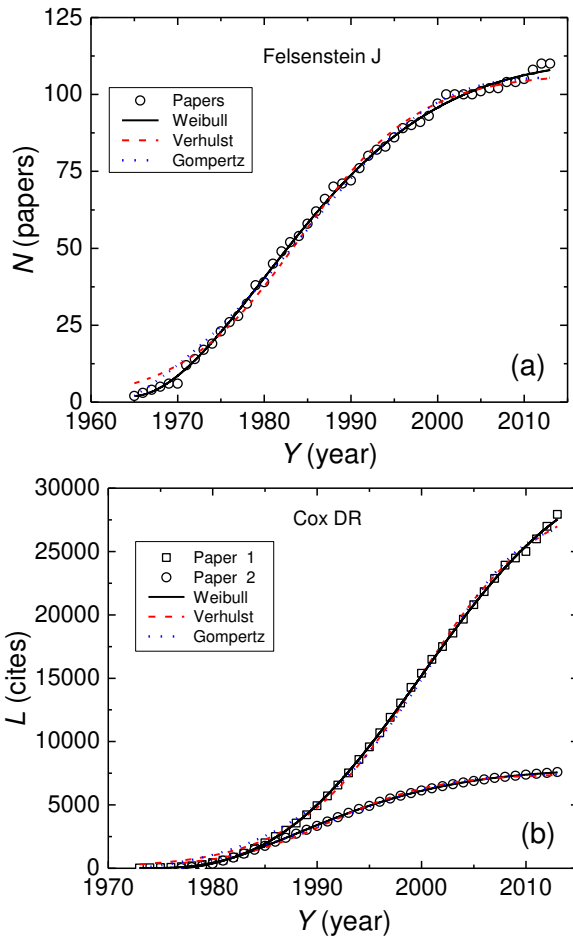 125
100
75
50
25
0
N (papers)
Felsenstein J
Papers
Weibull
Verhulst
Gompertz
(a)
1960 1970 1980 1990 2000 2010
Y (year)
30000
25000
20000
15000
10000
5000
0
L (cites)
Cox DR
Paper 1
Paper 2
Weibull
Verhulst
Gompertz
(b)
1970 1980 1990 2000 2010
Y (year)